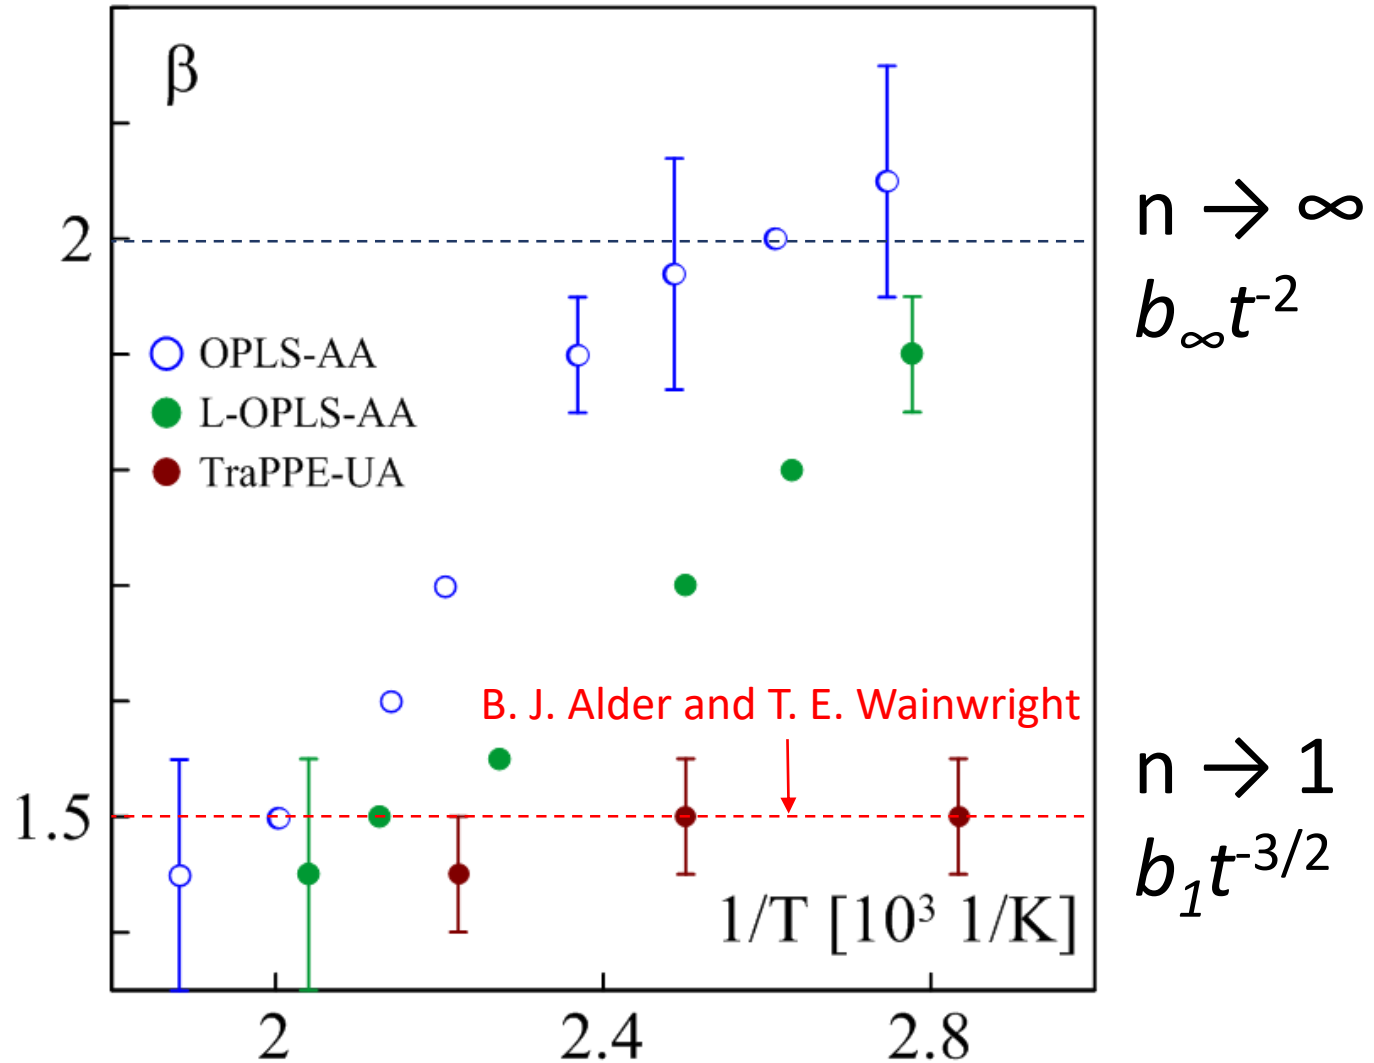 β
2
OPLS-AA
L-OPLS-AA
TraPPE-UA
B. J. Alder and T. E. Wainwright
1.5
1/T [10³ 1/K]
2
2.4
2.8
n → ∞
b∞t⁻²
n → 1
b₁t⁻³/²